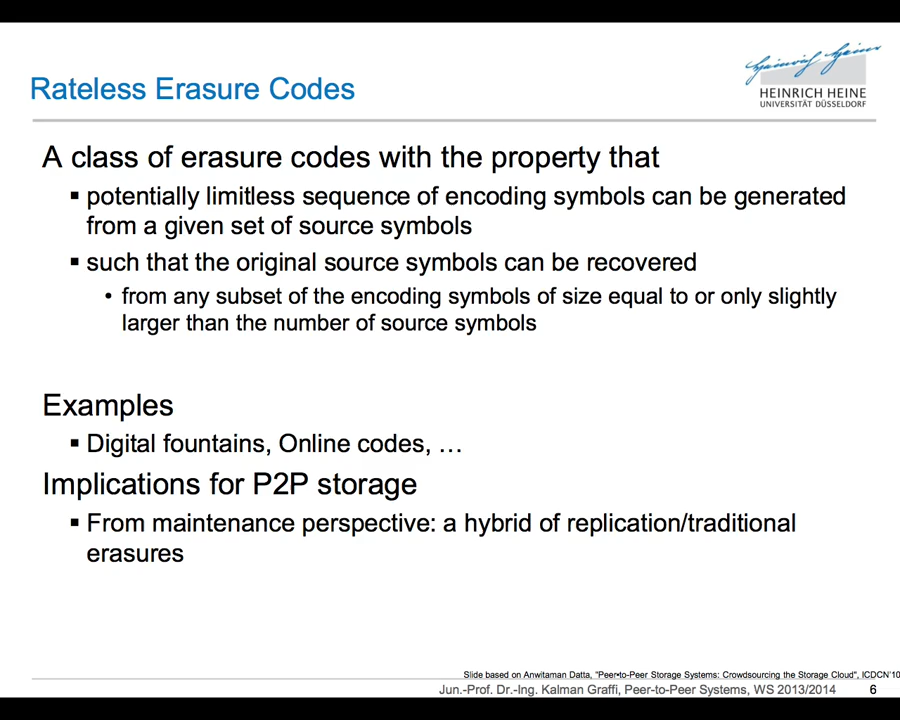 Heinrich Heine
HEINRICH HEINE
UNIVERSITÄT DÜSSELDORF
Rateless Erasure Codes
A class of erasure codes with the property that
▪ potentially limitless sequence of encoding symbols can be generated
from a given set of source symbols
▪ such that the original source symbols can be recovered
• from any subset of the encoding symbols of size equal to or only slightly
larger than the number of source symbols
Examples
▪ Digital fountains, Online codes, …
Implications for P2P storage
▪ From maintenance perspective: a hybrid of replication/traditional
erasures
Slide based on Anwitaman Datta, "Peer-to-Peer Storage Systems: Crowdsourcing the Storage Cloud", ICDCN'10
Jun.-Prof. Dr.-Ing. Kalman Graffi, Peer-to-Peer Systems, WS 2013/2014 6